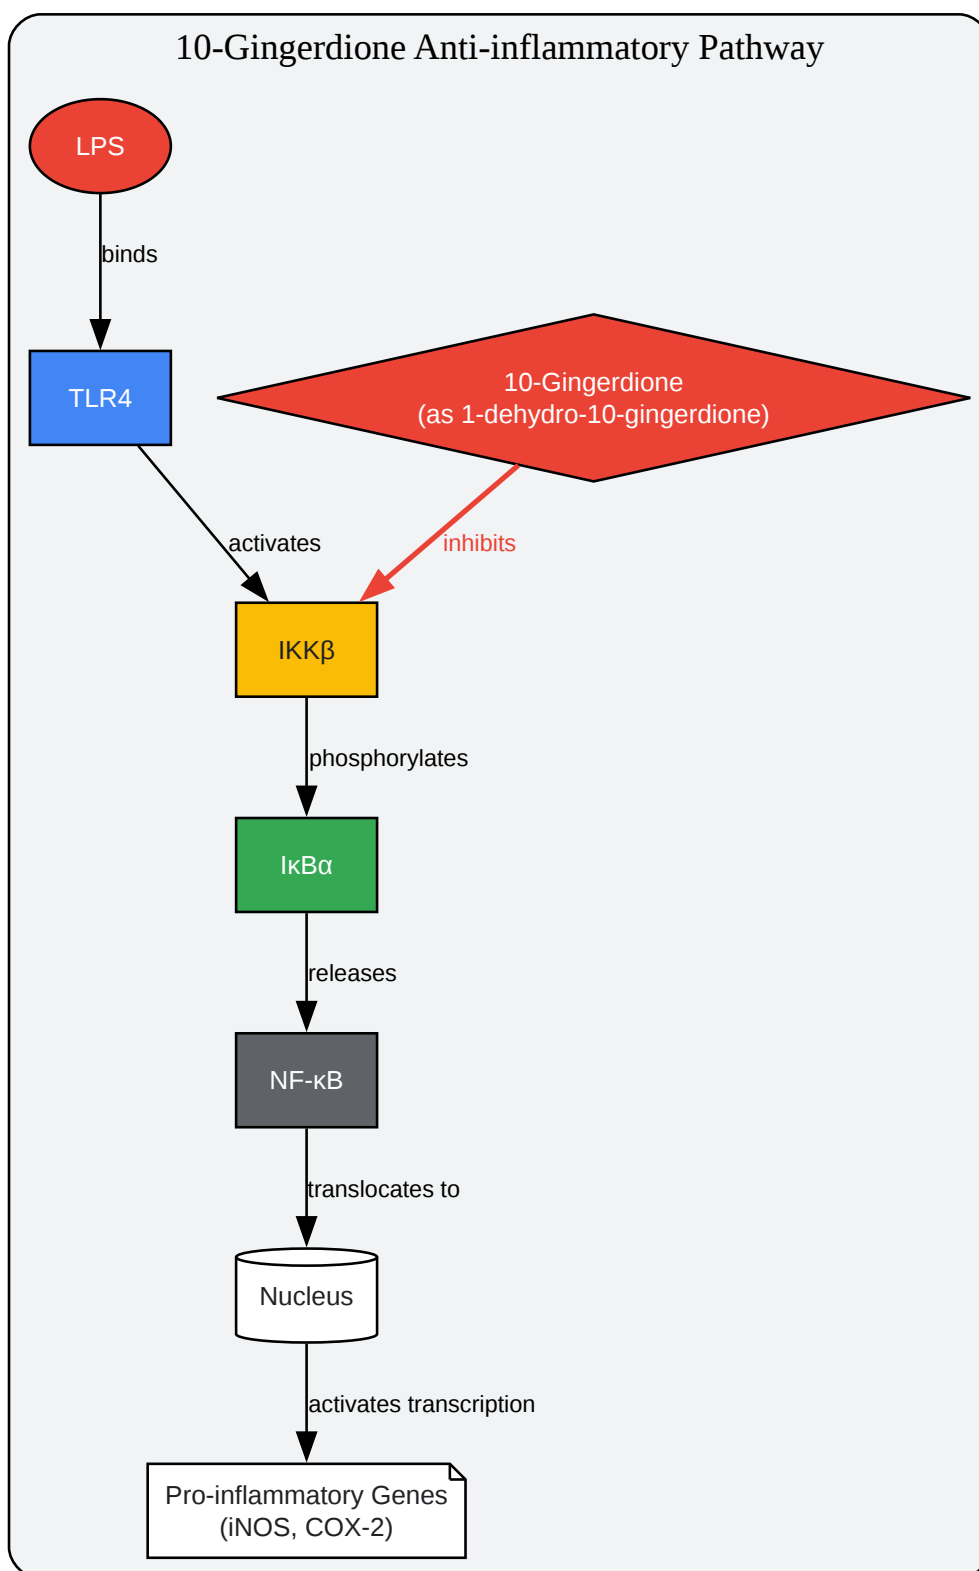 10-Gingerdione Anti-inflammatory Pathway
LPS
binds
TLR4
10-Gingerdione
(as 1-dehydro-10-gingerdione)
activates
inhibits
IKKβ
phosphorylates
IκBα
releases
NF-κB
translocates to
Nucleus
activates transcription
Pro-inflammatory Genes
(iNOS, COX-2)